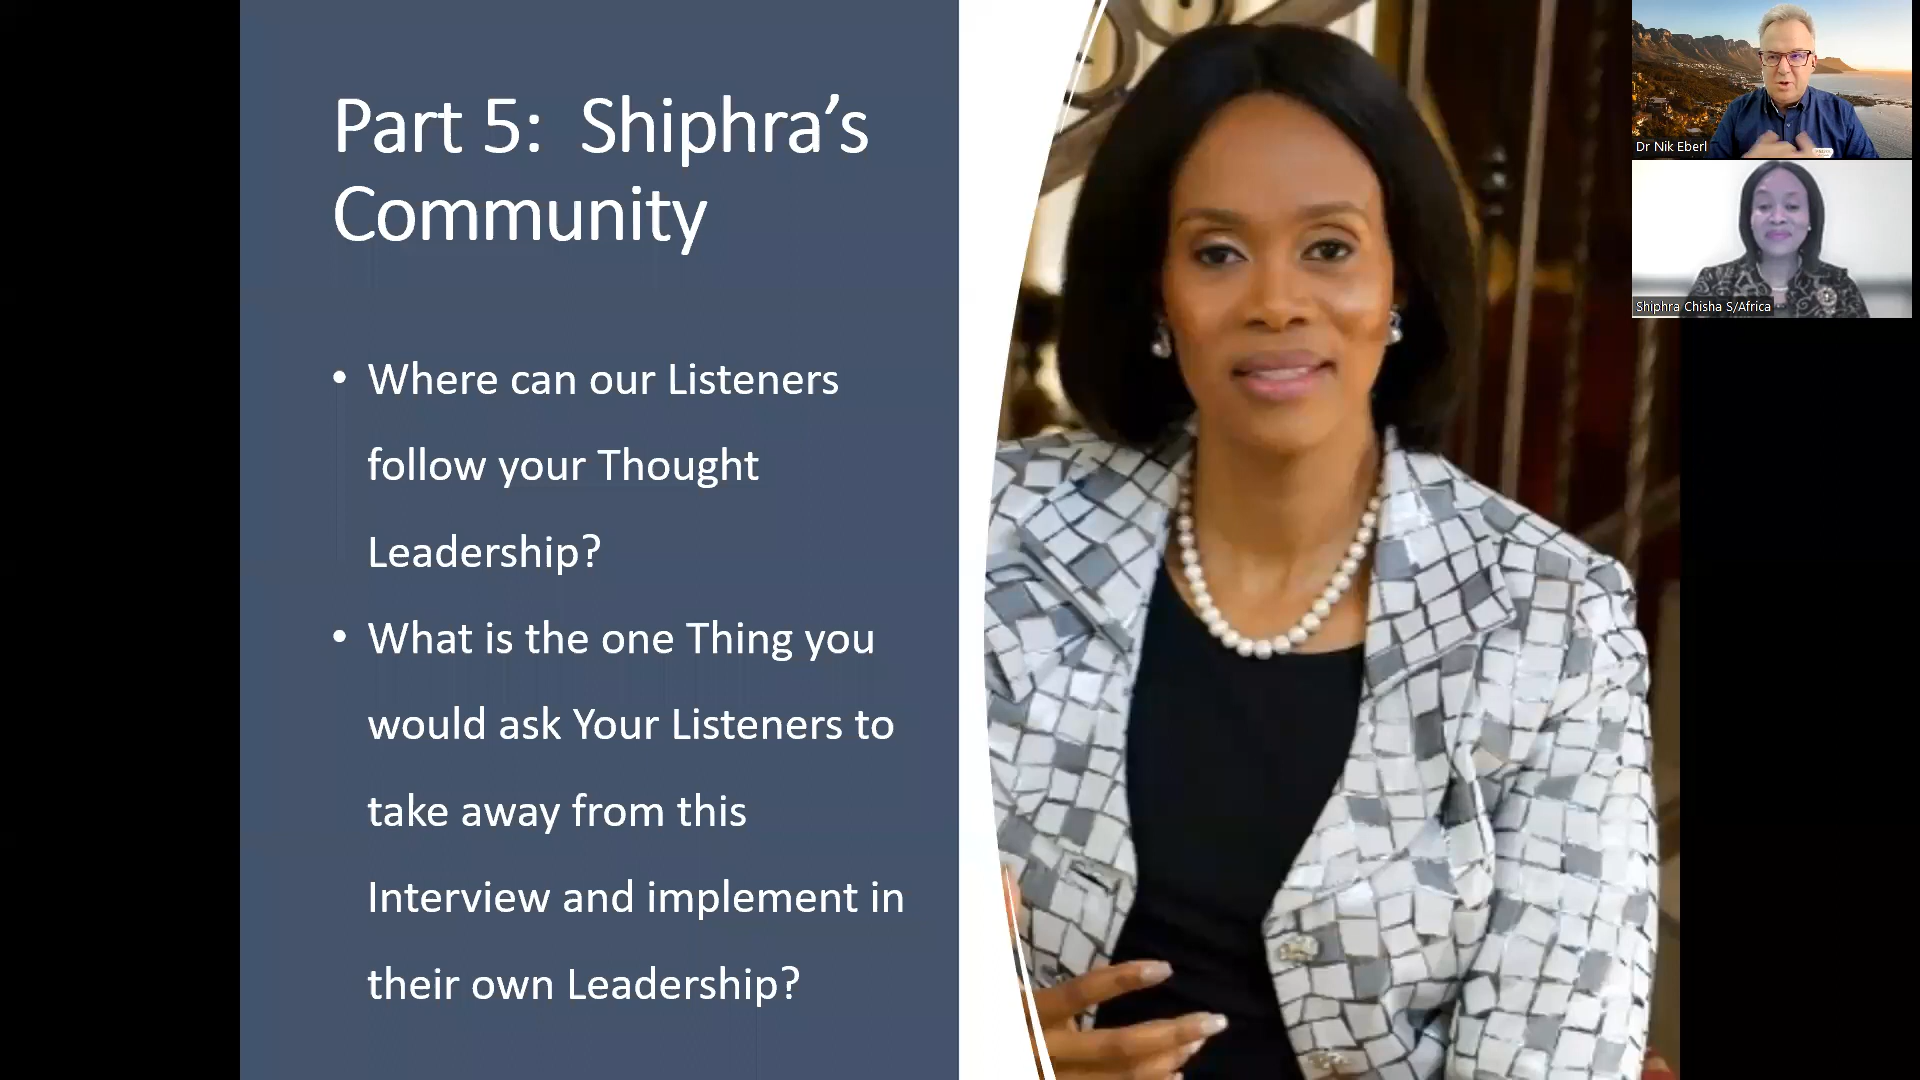 Part 5:  Shiphra’s
Community
• Where can our Listeners
follow your Thought
Leadership?
• What is the one Thing you
would ask Your Listeners to
take away from this
Interview and implement in
their own Leadership?
Dr Nik Eberl
Shiphra Chisha S/Africa